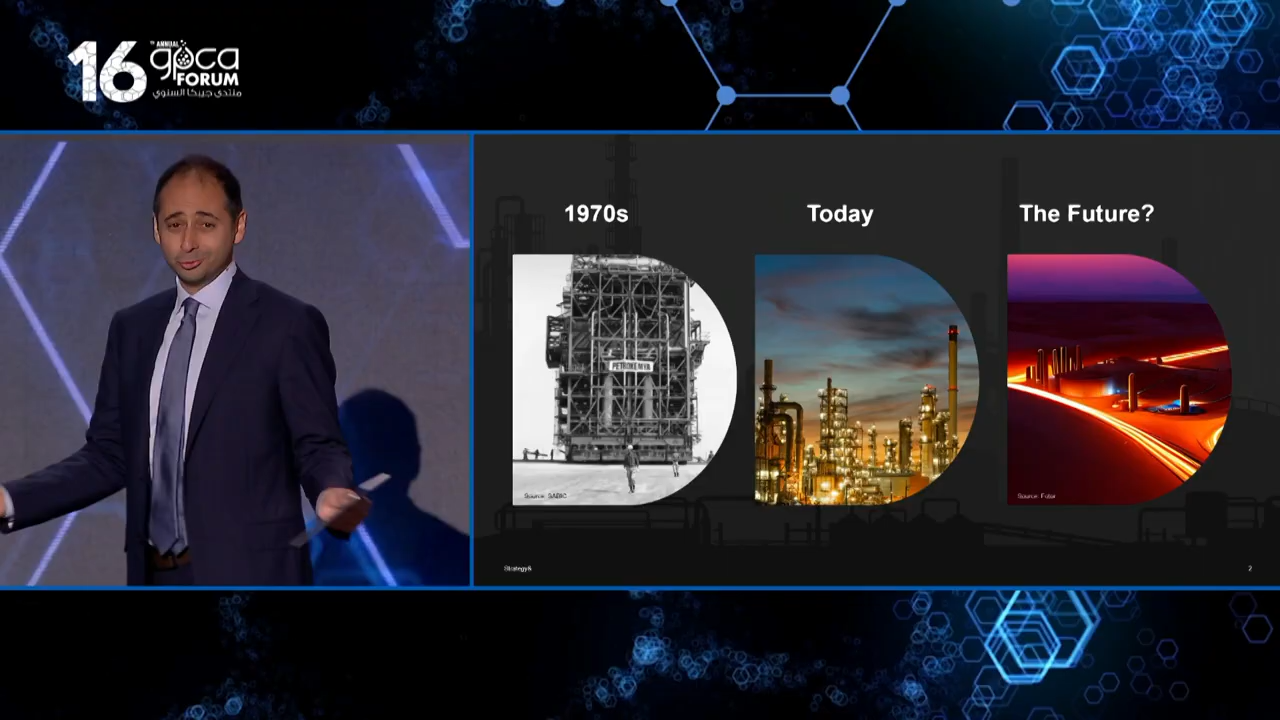 16
TH ANNUAL
gpca
FORUM
منتدى جيبكا السنوي
1970s
Today
The Future?
PETROKEMYA
Source: SABIC
Source: Futur
Strategy&
2